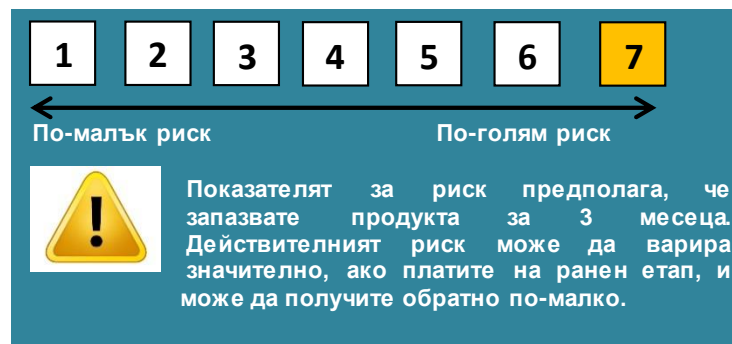 1 2 3 4 5 6 7
По-малък риск По-голям риск
Показателят за риск предполага, че
запазвате продукта за 3 месеца.
Действителният риск може да варира
значително, ако платите на ранен етап, и
може да получите обратно по-малко.